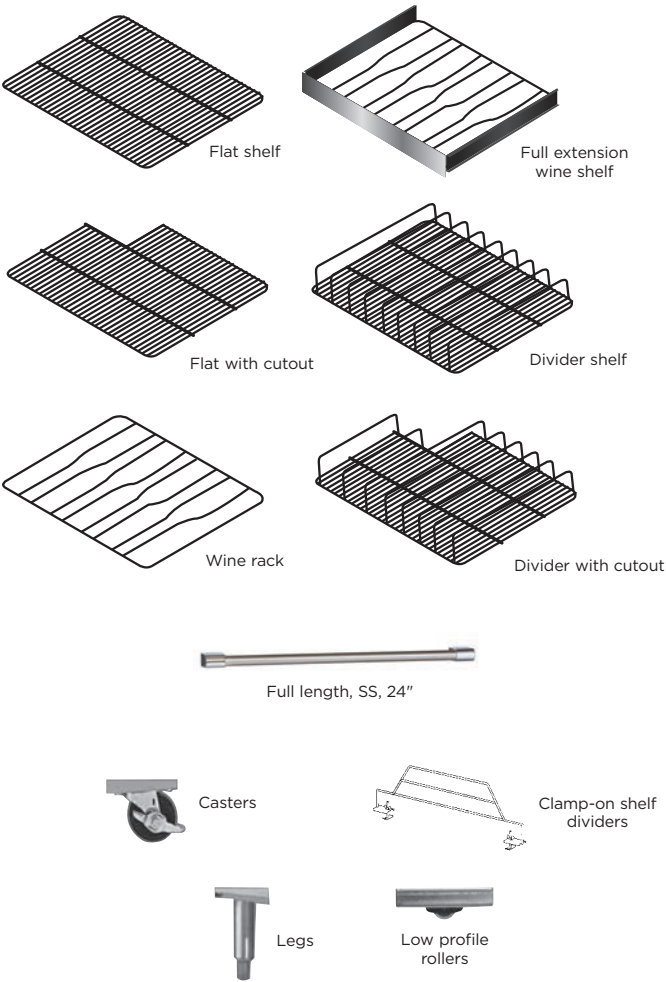 Flat shelf
Full extension
wine shelf
Flat with cutout
Divider shelf
Wine rack
Divider with cutout
Full length, SS, 24"
Casters
Clamp-on shelf
dividers
Legs
Low profile
rollers